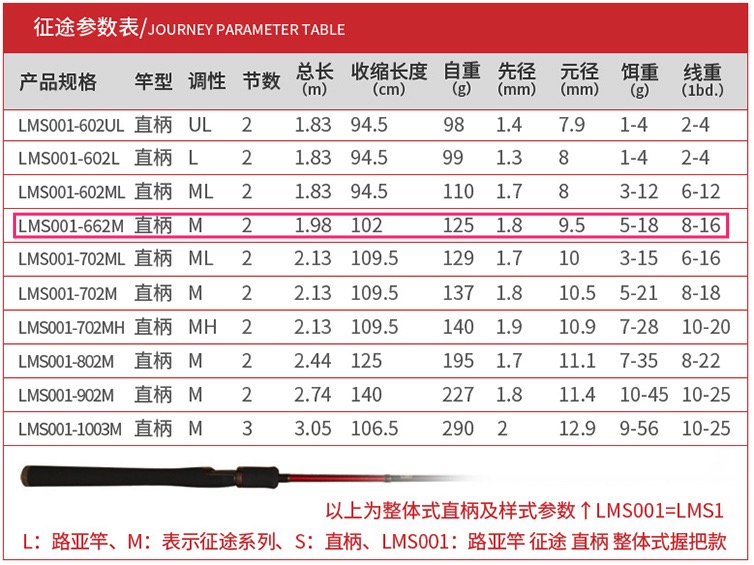 征途参数表/JOURNEY PARAMETER TABLE
产品规格 竿型 调性 节数 总长(m) 收缩长度(cm) 自重(g) 先径(mm) 元径(mm) 饵重(g) 线重(1bd.)
LMS001-602UL 直柄 UL 2 1.83 94.5 98 1.4 7.9 1-4 2-4
LMS001-602L 直柄 L 2 1.83 94.5 99 1.3 8 1-4 2-4
LMS001-602ML 直柄 ML 2 1.83 94.5 110 1.7 8 3-12 6-12
LMS001-662M 直柄 M 2 1.98 102 125 1.8 9.5 5-18 8-16
LMS001-702ML 直柄 ML 2 2.13 109.5 129 1.7 10 3-15 6-16
LMS001-702M 直柄 M 2 2.13 109.5 137 1.8 10.5 5-21 8-18
LMS001-702MH 直柄 MH 2 2.13 109.5 140 1.9 10.9 7-28 10-20
LMS001-802M 直柄 M 2 2.44 125 195 1.7 11.1 7-35 8-22
LMS001-902M 直柄 M 2 2.74 140 227 1.8 11.4 10-45 10-25
LMS001-1003M 直柄 M 3 3.05 106.5 290 2 12.9 9-56 10-25
以上为整体式直柄及样式参数↑LMS001=LMS1
L：路亚竿、M：表示征途系列、S：直柄、LMS001：路亚竿 征途 直柄 整体式握把款